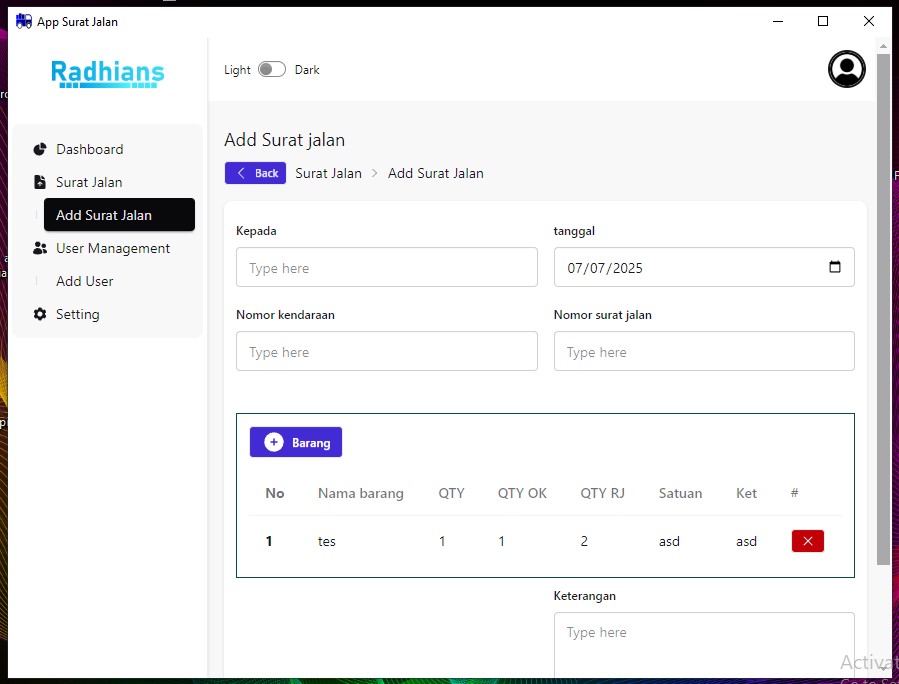 App Surat Jalan
Radhians
Light Dark
Dashboard
Surat Jalan
Add Surat Jalan
User Management
Add User
Setting
Add Surat jalan
Back Surat Jalan > Add Surat Jalan
Kepada tanggal
Type here 07/07/2025
Nomor kendaraan Nomor surat jalan
Type here Type here
Barang
No Nama barang QTY QTY OK QTY RJ Satuan Ket #
1 tes 1 1 2 asd asd
Keterangan
Type here